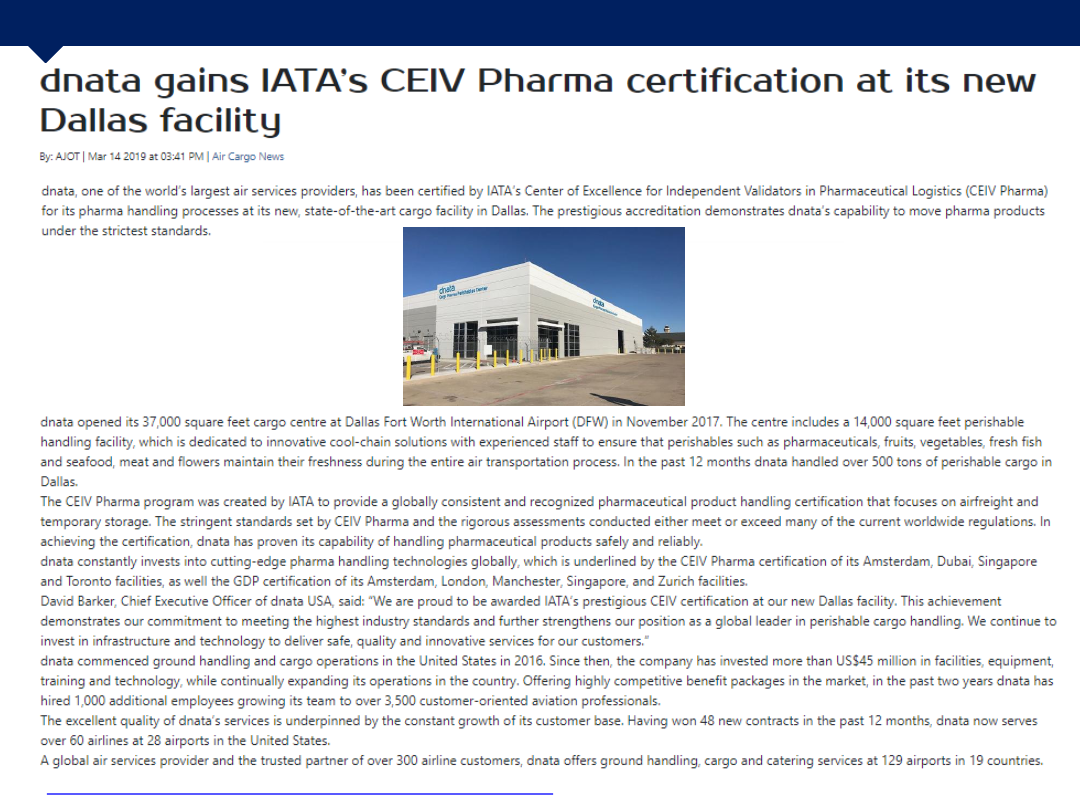 dnata gains IATA's CEIV Pharma certification at its new
Dallas facility
By: AJOT | Mar 14 2019 at 03:41 PM | Air Cargo News
dnata, one of the world's largest air services providers, has been certified by IATA's Center of Excellence for Independent Validators in Pharmaceutical Logistics (CEIV Pharma)
for its pharma handling processes at its new, state-of-the-art cargo facility in Dallas. The prestigious accreditation demonstrates dnata's capability to move pharma products
under the strictest standards.
dnata
dnata
dnata opened its 37,000 square feet cargo centre at Dallas Fort Worth International Airport (DFW) in November 2017. The centre includes a 14,000 square feet perishable
handling facility, which is dedicated to innovative cool-chain solutions with experienced staff to ensure that perishables such as pharmaceuticals, fruits, vegetables, fresh fish
and seafood, meat and flowers maintain their freshness during the entire air transportation process. In the past 12 months dnata handled over 500 tons of perishable cargo in
Dallas.
The CEIV Pharma program was created by IATA to provide a globally consistent and recognized pharmaceutical product handling certification that focuses on airfreight and
temporary storage. The stringent standards set by CEIV Pharma and the rigorous assessments conducted either meet or exceed many of the current worldwide regulations. In
achieving the certification, dnata has proven its capability of handling pharmaceutical products safely and reliably.
dnata constantly invests into cutting-edge pharma handling technologies globally, which is underlined by the CEIV Pharma certification of its Amsterdam, Dubai, Singapore
and Toronto facilities, as well the GDP certification of its Amsterdam, London, Manchester, Singapore, and Zurich facilities.
David Barker, Chief Executive Officer of dnata USA, said: “We are proud to be awarded IATA's prestigious CEIV certification at our new Dallas facility. This achievement
demonstrates our commitment to meeting the highest industry standards and further strengthens our position as a global leader in perishable cargo handling. We continue to
invest in infrastructure and technology to deliver safe, quality and innovative services for our customers.”
dnata commenced ground handling and cargo operations in the United States in 2016. Since then, the company has invested more than US$45 million in facilities, equipment,
training and technology, while continually expanding its operations in the country. Offering highly competitive benefit packages in the market, in the past two years dnata has
hired 1,000 additional employees growing its team to over 3,500 customer-oriented aviation professionals.
The excellent quality of dnata's services is underpinned by the constant growth of its customer base. Having won 48 new contracts in the past 12 months, dnata now serves
over 60 airlines at 28 airports in the United States.
A global air services provider and the trusted partner of over 300 airline customers, dnata offers ground handling, cargo and catering services at 129 airports in 19 countries.